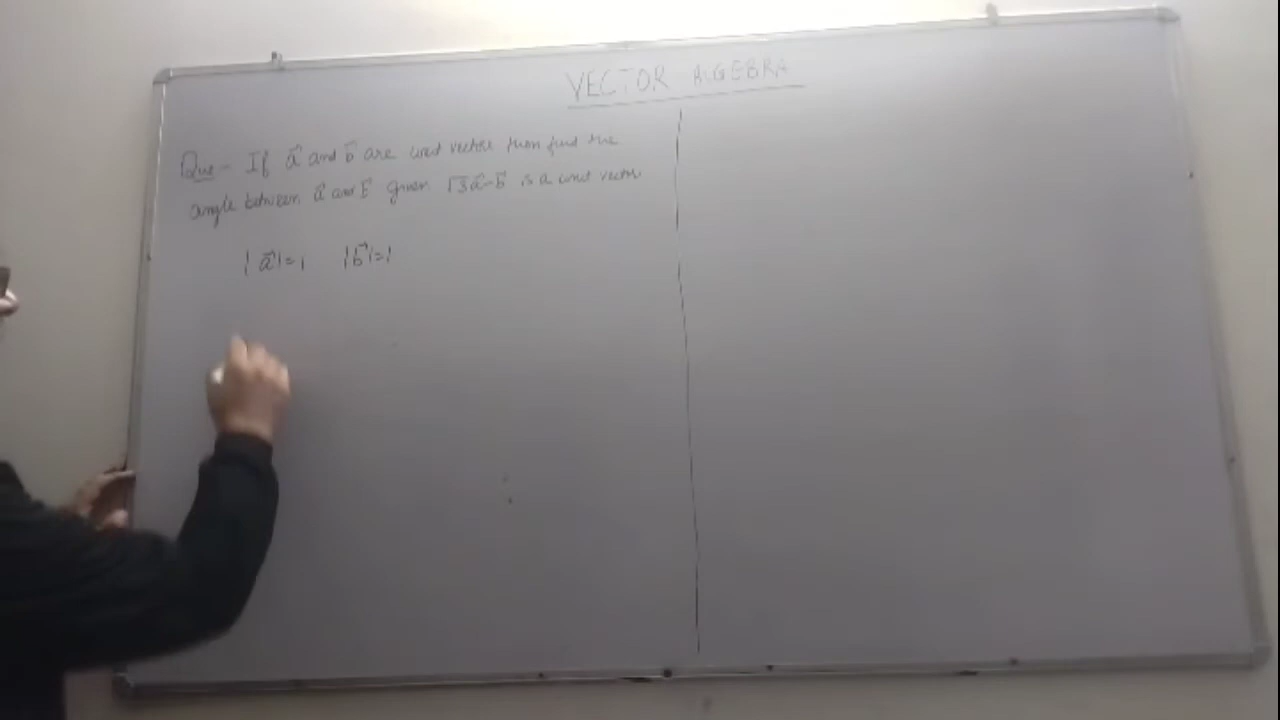 VECTOR ALGEBRA
Que - If a⃗ and b⃗ are unit vector then find the
angle between a⃗ and b⃗ given √3a⃗-b⃗ is a unit vector
|a⃗|=1 |b⃗|=1